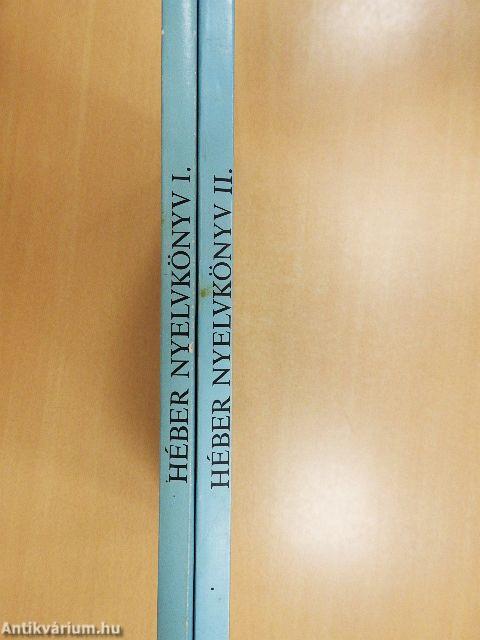 HÉBER NYELVKÖNYV I.
HÉBER NYELVKÖNYV II.
Antikvárium.hu